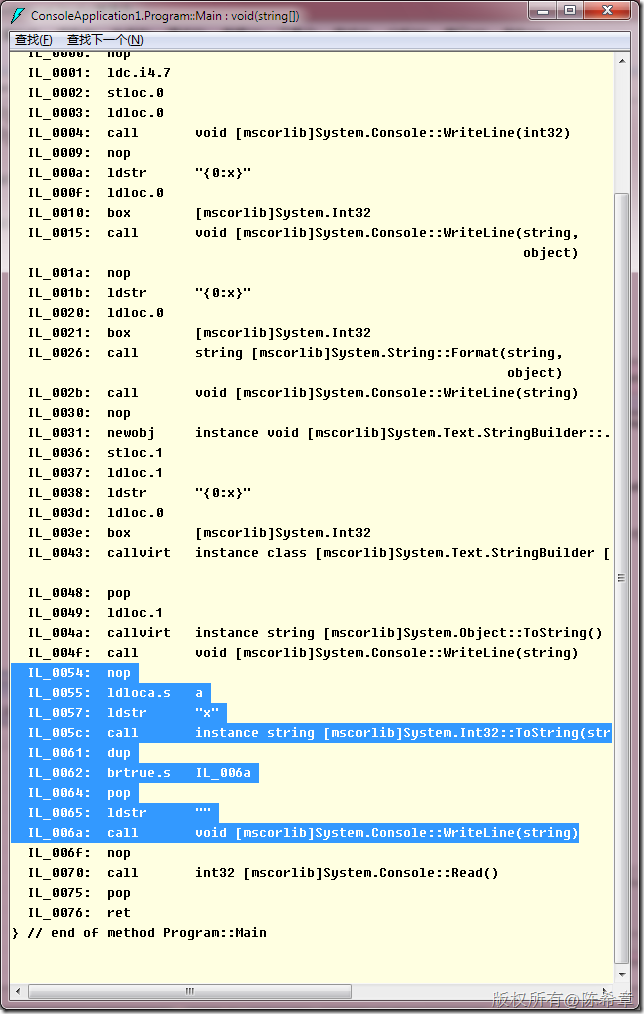 ConsoleApplication1.Program::Main : void(string[])
查找(F) 查找下一个(N)
IL_0000: nop
IL_0001: ldc.i4.7
IL_0002: stloc.0
IL_0003: ldloc.0
IL_0004: call void [mscorlib]System.Console::WriteLine(int32)
IL_0009: nop
IL_000a: ldstr "{0:x}"
IL_000f: ldloc.0
IL_0010: box [mscorlib]System.Int32
IL_0015: call void [mscorlib]System.Console::WriteLine(string,
object)
IL_001a: nop
IL_001b: ldstr "{0:x}"
IL_0020: ldloc.0
IL_0021: box [mscorlib]System.Int32
IL_0026: call string [mscorlib]System.String::Format(string,
object)
IL_002b: call void [mscorlib]System.Console::WriteLine(string)
IL_0030: nop
IL_0031: newobj instance void [mscorlib]System.Text.StringBuilder::.
IL_0036: stloc.1
IL_0037: ldloc.1
IL_0038: ldstr "{0:x}"
IL_003d: ldloc.0
IL_003e: box [mscorlib]System.Int32
IL_0043: callvirt instance class [mscorlib]System.Text.StringBuilder [
IL_0048: pop
IL_0049: ldloc.1
IL_004a: callvirt instance string [mscorlib]System.Object::ToString()
IL_004f: call void [mscorlib]System.Console::WriteLine(string)
IL_0054: nop
IL_0055: ldloca.s a
IL_0057: ldstr "x"
IL_005c: call instance string [mscorlib]System.Int32::ToString(str
IL_0061: dup
IL_0062: brtrue.s IL_006a
IL_0064: pop
IL_0065: ldstr ""
IL_006a: call void [mscorlib]System.Console::WriteLine(string)
IL_006f: nop
IL_0070: call int32 [mscorlib]System.Console::Read()
IL_0075: pop
IL_0076: ret
} // end of method Program::Main
版权所有@陈希章